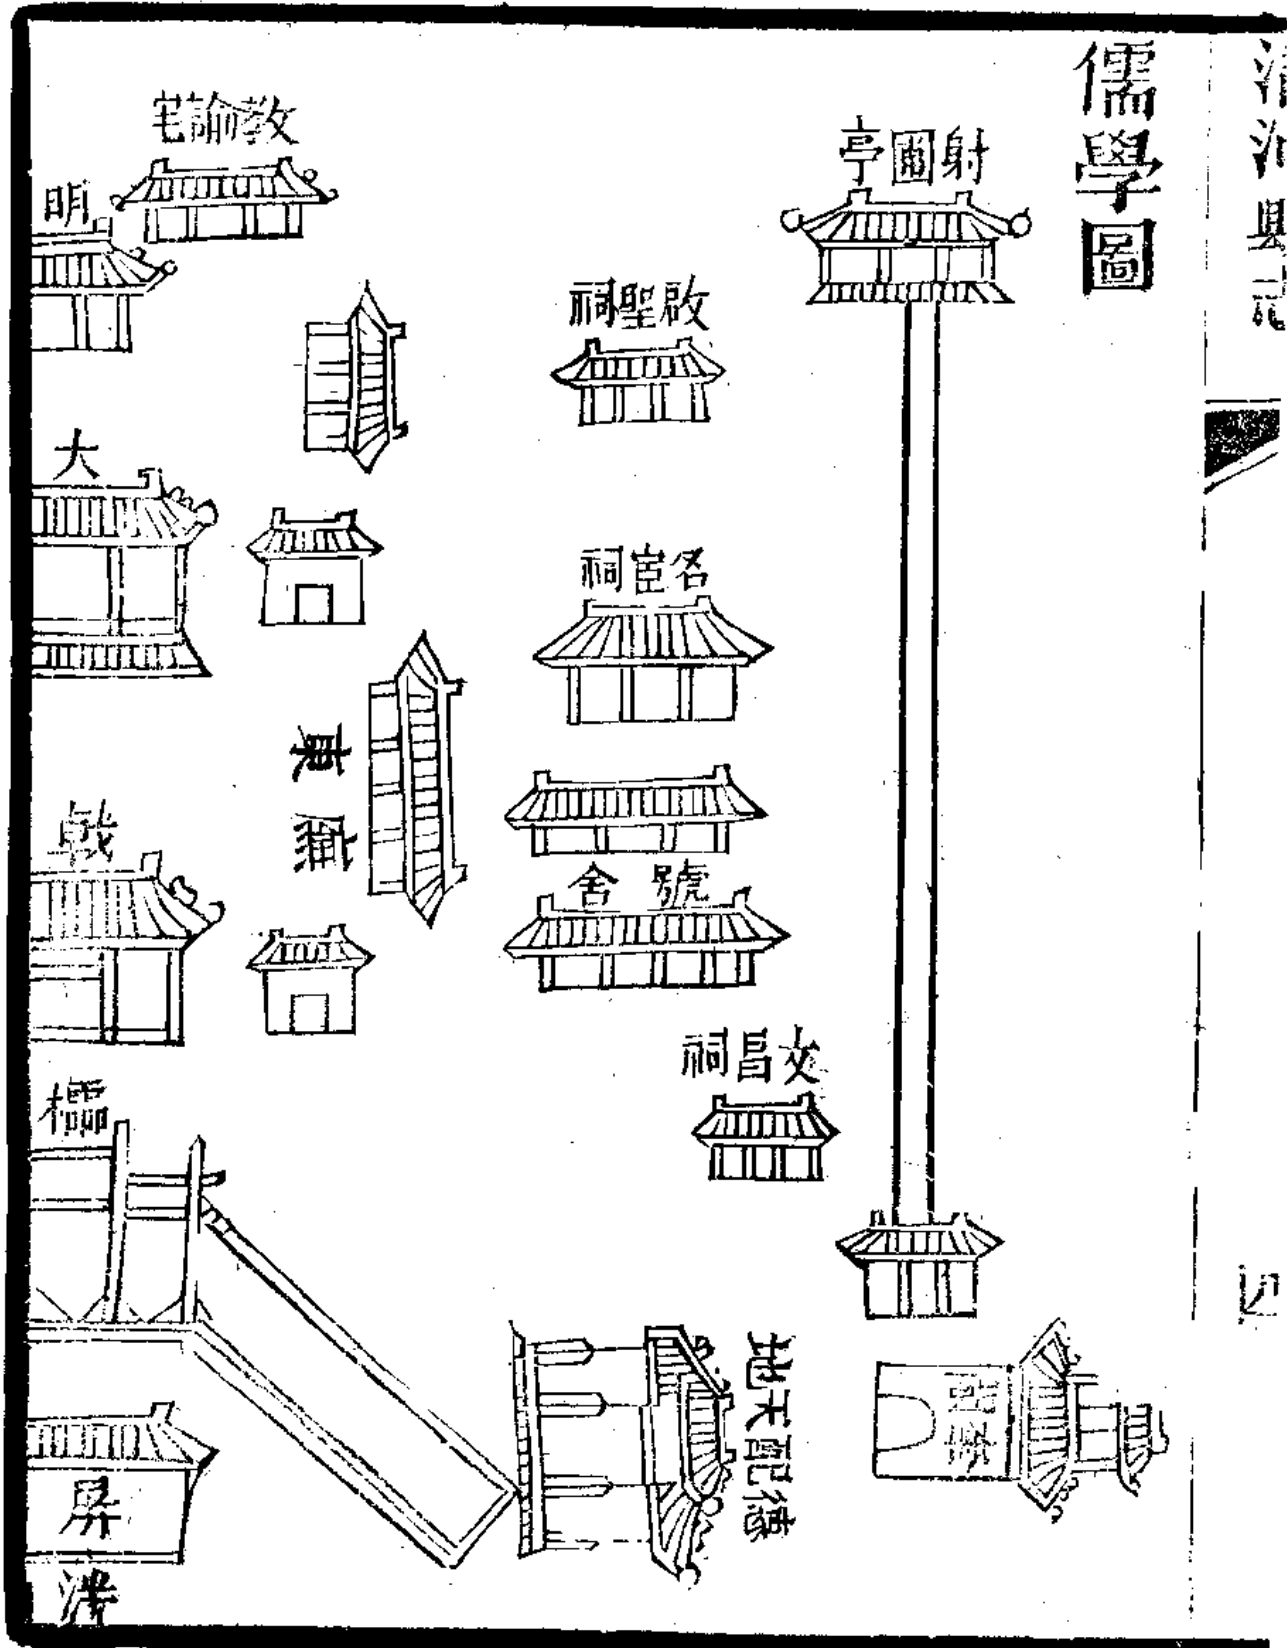 儒學圖
射圃亭
啟聖祠
名宦祠
號舍
文昌祠
教諭宅
明
大
東廡
戟
櫺
屏
泮
德配天地